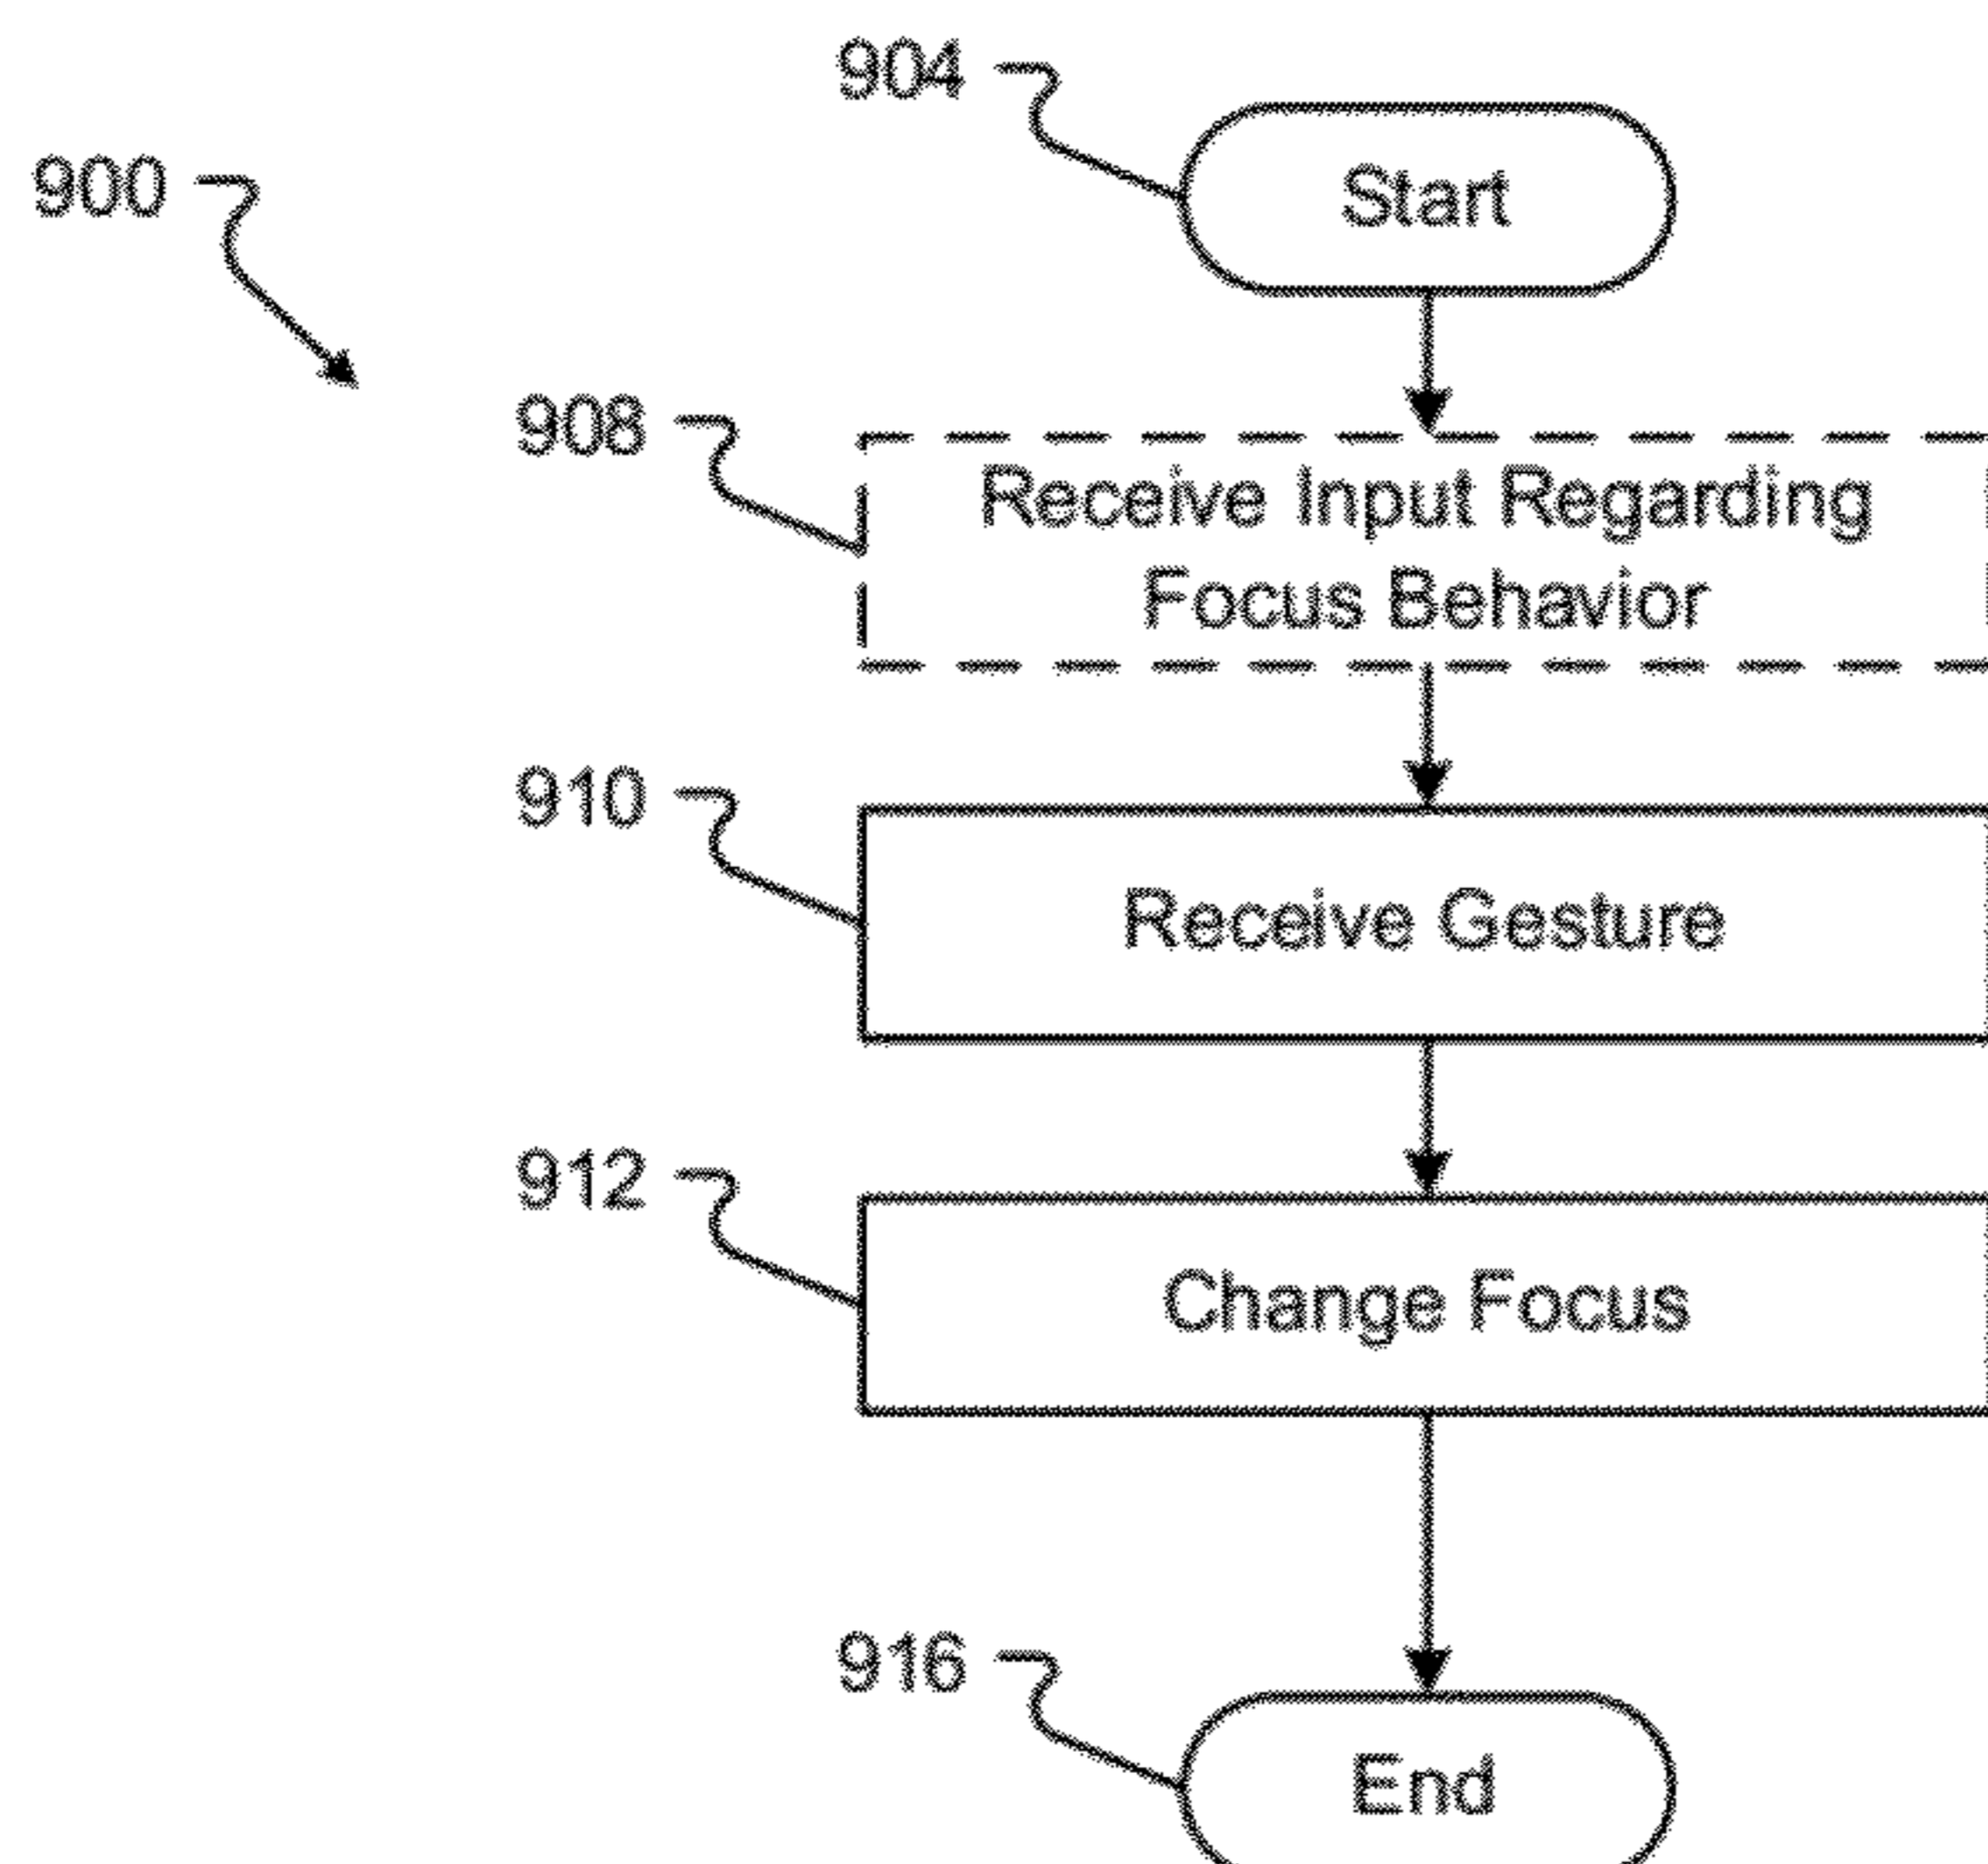 904
Start
900
908
Receive Input Regarding
Focus Behavior
910
Receive Gesture
912
Change Focus
916
End